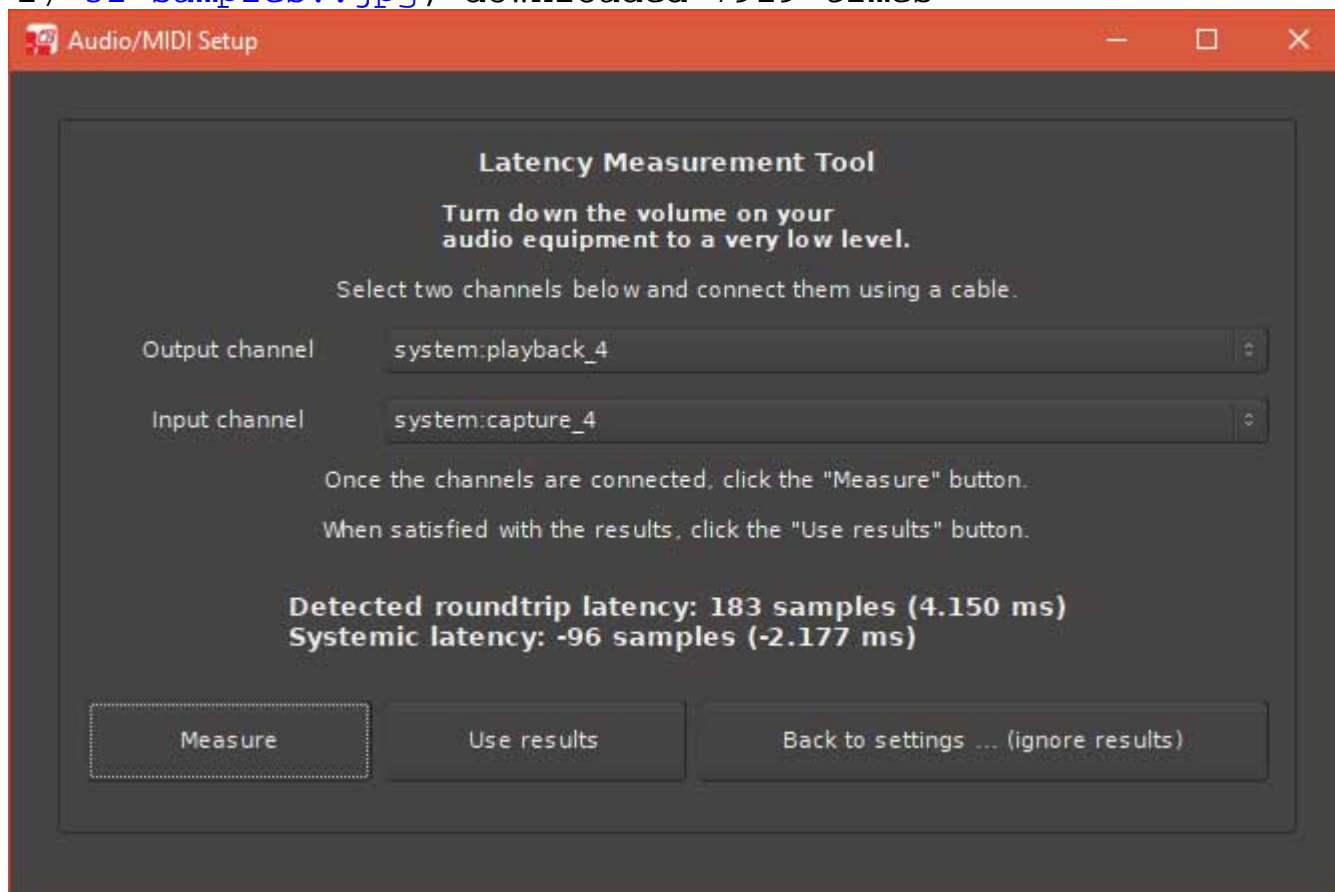 Audio/MIDI Setup
Latency Measurement Tool
Turn down the volume on your
audio equipment to a very low level.
Select two channels below and connect them using a cable.
Output channel system:playback_4
Input channel system:capture_4
Once the channels are connected, click the "Measure" button.
When satisfied with the results, click the "Use results" button.
Detected roundtrip latency: 183 samples (4.150 ms)
Systemic latency: -96 samples (-2.177 ms)
Measure Use results Back to settings ... (ignore results)